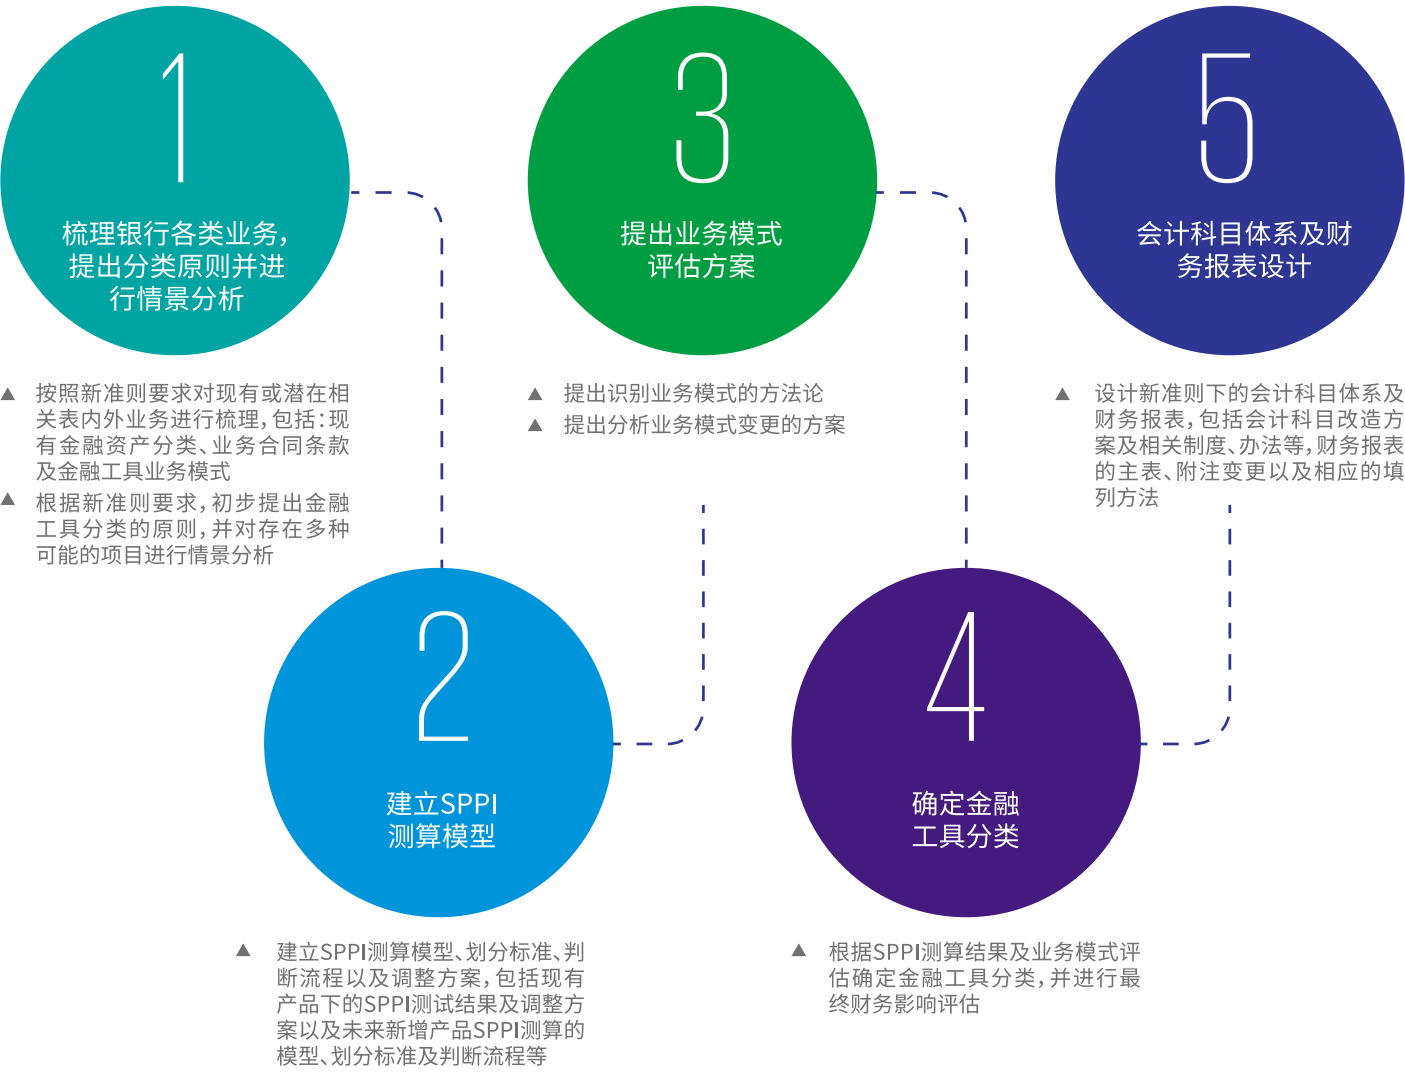 1
梳理银行各类业务，
提出分类原则并进
行情景分析
▲ 按照新准则要求对现有或潜在相
关表内外业务进行梳理，包括：现
有金融资产分类、业务合同条款
及金融工具业务模式
▲ 根据新准则要求，初步提出金融
工具分类的原则，并对存在多种
可能的项目进行情景分析
2
建立SPPI
测算模型
▲ 建立SPPI测算模型、划分标准、判
断流程以及调整方案，包括现有
产品下的SPPI测试结果及调整方
案以及未来新增产品SPPI测算的
模型、划分标准及判断流程等
3
提出业务模式
评估方案
▲ 提出识别业务模式的方法论
▲ 提出分析业务模式变更的方案
4
确定金融
工具分类
▲ 根据SPPI测算结果及业务模式评
估确定金融工具分类，并进行最
终财务影响评估
5
会计科目体系及财
务报表设计
▲ 设计新准则下的会计科目体系及
财务报表，包括会计科目改造方
案及相关制度、办法等，财务报表
的主表、附注变更以及相应的填
列方法